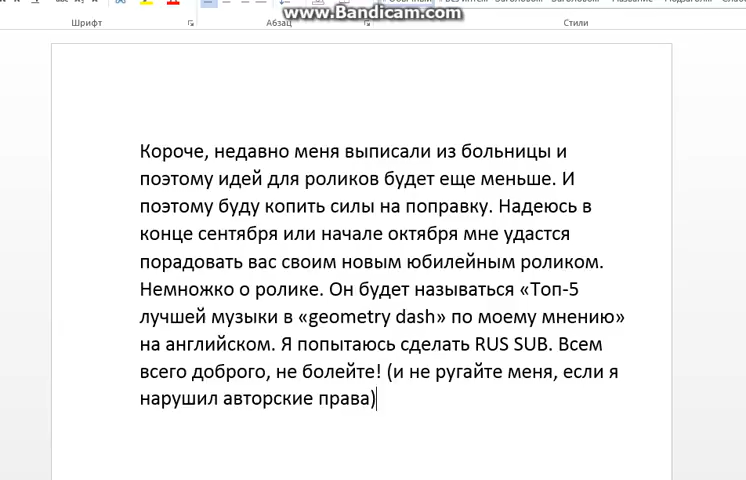 www.Bandicam.com
Шрифт
Абзац
Стили
Короче, недавно меня выписали из больницы и
поэтому идей для роликов будет еще меньше. И
поэтому буду копить силы на поправку. Надеюсь в
конце сентября или начале октября мне удастся
порадовать вас своим новым юбилейным роликом.
Немножко о ролике. Он будет называться «Топ-5
лучшей музыки в «geometry dash» по моему мнению»
на английском. Я попытаюсь сделать RUS SUB. Всем
всего доброго, не болейте! (и не ругайте меня, если я
нарушил авторские права)